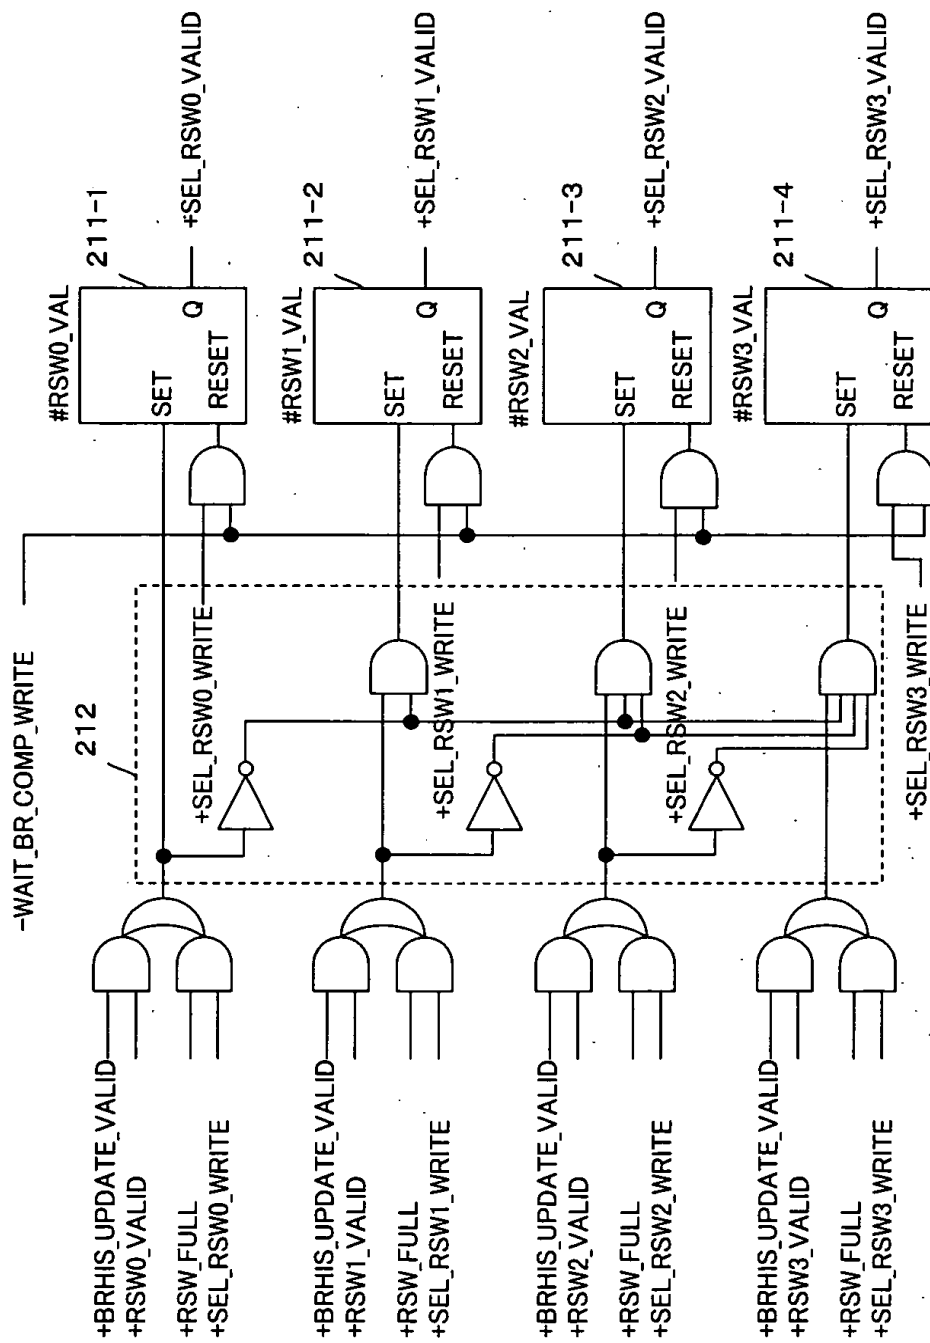 -WAIT_BR_COMP_WRITE
212
+BRHIS_UPDATE_VALID
+RSW0_VALID
+RSW_FULL
+SEL_RSW0_WRITE
+SEL_RSW0_WRITE
#RSW0_VAL
SET
RESET
Q
211-1
+SEL_RSW0_VALID
+BRHIS_UPDATE_VALID
+RSW1_VALID
+RSW_FULL
+SEL_RSW1_WRITE
+SEL_RSW1_WRITE
#RSW1_VAL
SET
RESET
Q
211-2
+SEL_RSW1_VALID
+BRHIS_UPDATE_VALID
+RSW2_VALID
+RSW_FULL
+SEL_RSW2_WRITE
+SEL_RSW2_WRITE
#RSW2_VAL
SET
RESET
Q
211-3
+SEL_RSW2_VALID
+BRHIS_UPDATE_VALID
+RSW3_VALID
+RSW_FULL
+SEL_RSW3_WRITE
+SEL_RSW3_WRITE
#RSW3_VAL
SET
RESET
Q
211-4
+SEL_RSW3_VALID